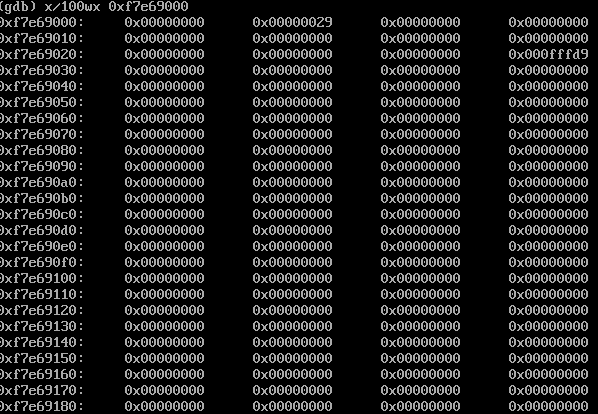 (gdb) x/100wx 0xf7e69000
0xf7e69000: 0x00000000 0x00000029 0x00000000 0x00000000
0xf7e69010: 0x00000000 0x00000000 0x00000000 0x00000000
0xf7e69020: 0x00000000 0x00000000 0x00000000 0x000fffd9
0xf7e69030: 0x00000000 0x00000000 0x00000000 0x00000000
0xf7e69040: 0x00000000 0x00000000 0x00000000 0x00000000
0xf7e69050: 0x00000000 0x00000000 0x00000000 0x00000000
0xf7e69060: 0x00000000 0x00000000 0x00000000 0x00000000
0xf7e69070: 0x00000000 0x00000000 0x00000000 0x00000000
0xf7e69080: 0x00000000 0x00000000 0x00000000 0x00000000
0xf7e69090: 0x00000000 0x00000000 0x00000000 0x00000000
0xf7e690a0: 0x00000000 0x00000000 0x00000000 0x00000000
0xf7e690b0: 0x00000000 0x00000000 0x00000000 0x00000000
0xf7e690c0: 0x00000000 0x00000000 0x00000000 0x00000000
0xf7e690d0: 0x00000000 0x00000000 0x00000000 0x00000000
0xf7e690e0: 0x00000000 0x00000000 0x00000000 0x00000000
0xf7e690f0: 0x00000000 0x00000000 0x00000000 0x00000000
0xf7e69100: 0x00000000 0x00000000 0x00000000 0x00000000
0xf7e69110: 0x00000000 0x00000000 0x00000000 0x00000000
0xf7e69120: 0x00000000 0x00000000 0x00000000 0x00000000
0xf7e69130: 0x00000000 0x00000000 0x00000000 0x00000000
0xf7e69140: 0x00000000 0x00000000 0x00000000 0x00000000
0xf7e69150: 0x00000000 0x00000000 0x00000000 0x00000000
0xf7e69160: 0x00000000 0x00000000 0x00000000 0x00000000
0xf7e69170: 0x00000000 0x00000000 0x00000000 0x00000000
0xf7e69180: 0x00000000 0x00000000 0x00000000 0x00000000